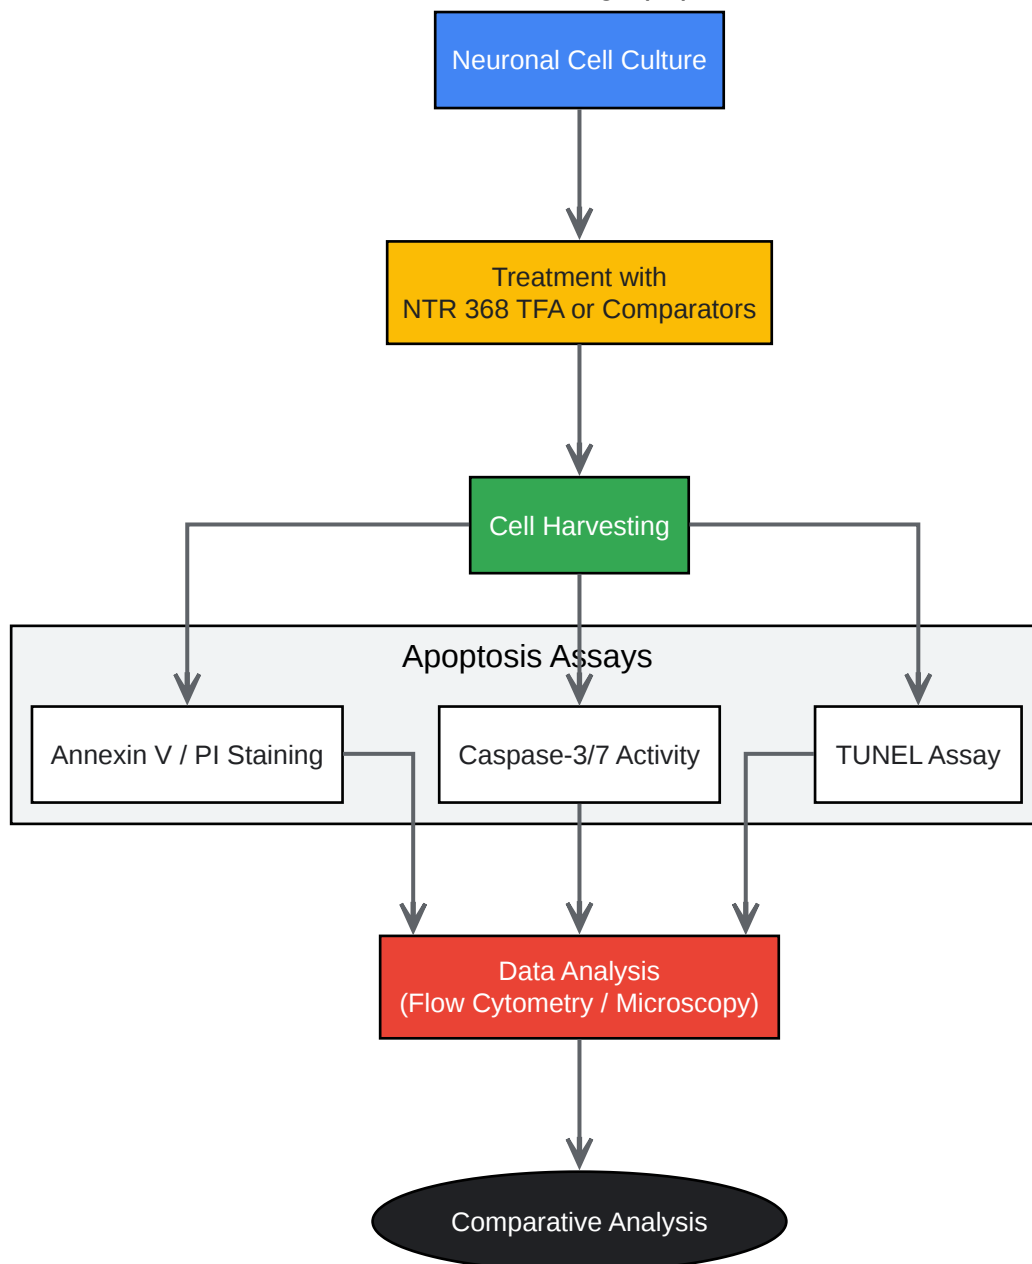 Neuronal Cell Culture
Treatment with
NTR 368 TFA or Comparators
Cell Harvesting
Apoptosis Assays
Annexin V / PI Staining
Caspase-3/7 Activity
TUNEL Assay
Data Analysis
(Flow Cytometry / Microscopy)
Comparative Analysis